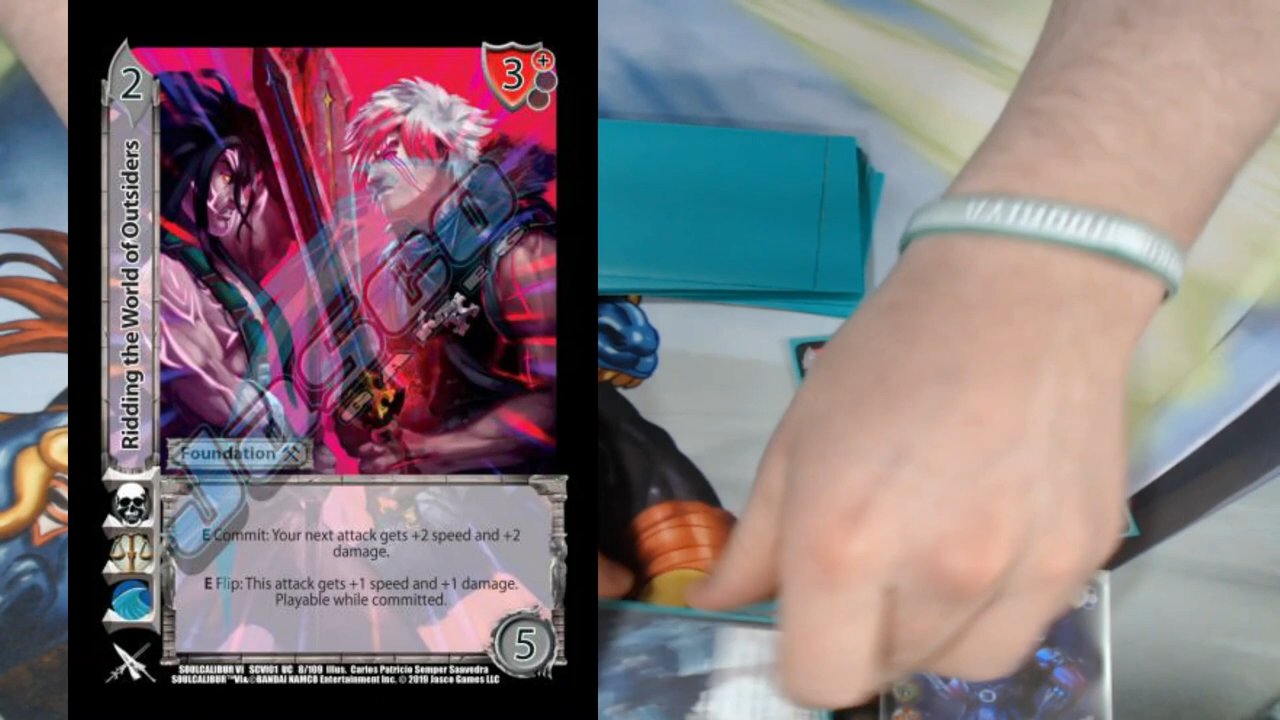 2
3
+
Ridding the World of Outsiders
Foundation
E Commit: Your next attack gets +2 speed and +2
damage.
E Flip: This attack gets +1 speed and +1 damage.
Playable while committed.
5
SOULCALIBUR VI SCVI01 UC 8/109 Illus. Carlos Patricio Semper Saavedra
SOULCALIBUR™VI&©BANDAI NAMCO Entertainment Inc. © 2019 Jasco Games LLC
JASCO
GAMES